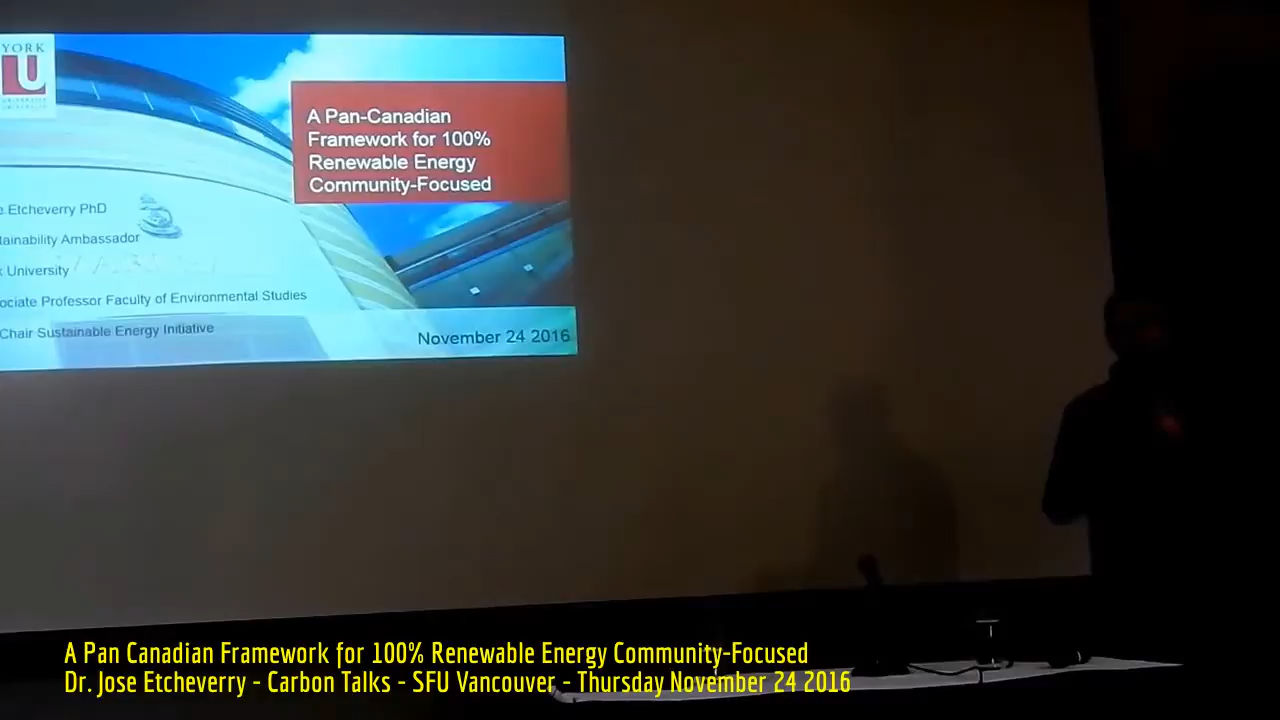 YORK
U
A Pan-Canadian
Framework for 100%
Renewable Energy
Community-Focused
Etcheverry PhD
tainability Ambassador
University
ociate Professor Faculty of Environmental Studies
Chair Sustainable Energy Initiative
November 24 2016
A Pan Canadian Framework for 100% Renewable Energy Community-Focused
Dr. Jose Etcheverry - Carbon Talks - SFU Vancouver - Thursday November 24 2016